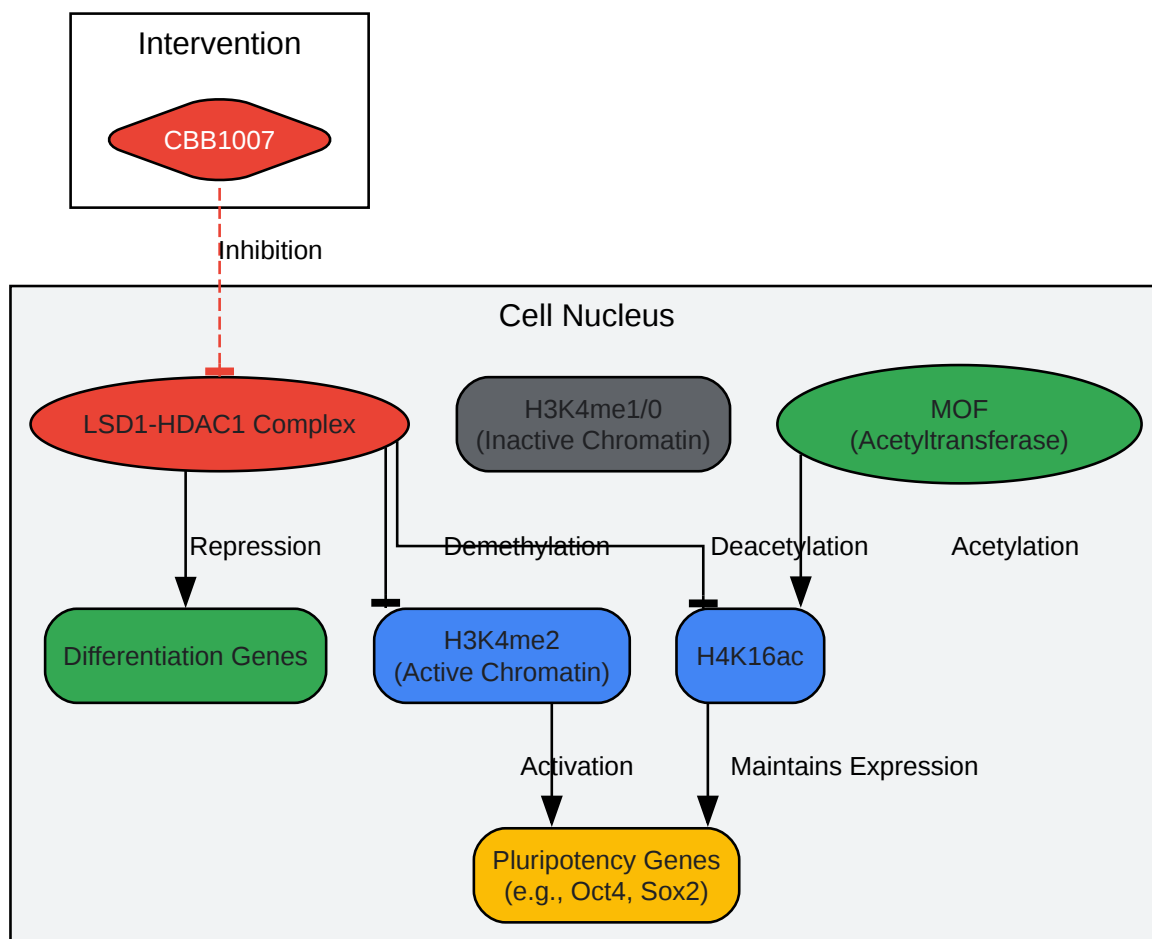 Intervention
CBB1007
Inhibition
Cell Nucleus
LSD1-HDAC1 Complex
H3K4me1/0
(Inactive Chromatin)
MOF
(Acetyltransferase)
Repression
Demethylation
Deacetylation
Acetylation
Differentiation Genes
H3K4me2
(Active Chromatin)
H4K16ac
Activation
Maintains Expression
Pluripotency Genes
(e.g., Oct4, Sox2)